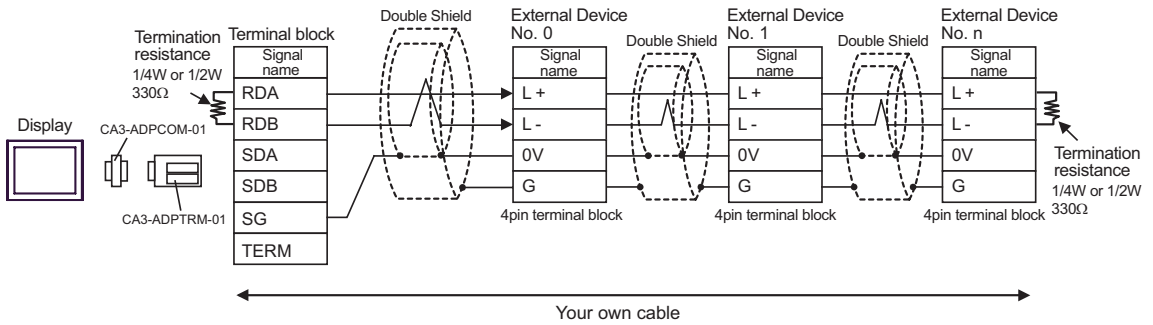 Display
CA3-ADPCOM-01
CA3-ADPTRM-01
Termination
resistance
1/4W or 1/2W
330Ω
Terminal block
Signal
name
RDA
RDB
SDA
SDB
SG
TERM
Double Shield
External Device
No. 0
Signal
name
L +
L -
0V
G
4pin terminal block
Double Shield
External Device
No. 1
Signal
name
L +
L -
0V
G
4pin terminal block
Double Shield
External Device
No. n
Signal
name
L +
L -
0V
G
4pin terminal block
Termination
resistance
1/4W or 1/2W
330Ω
Your own cable